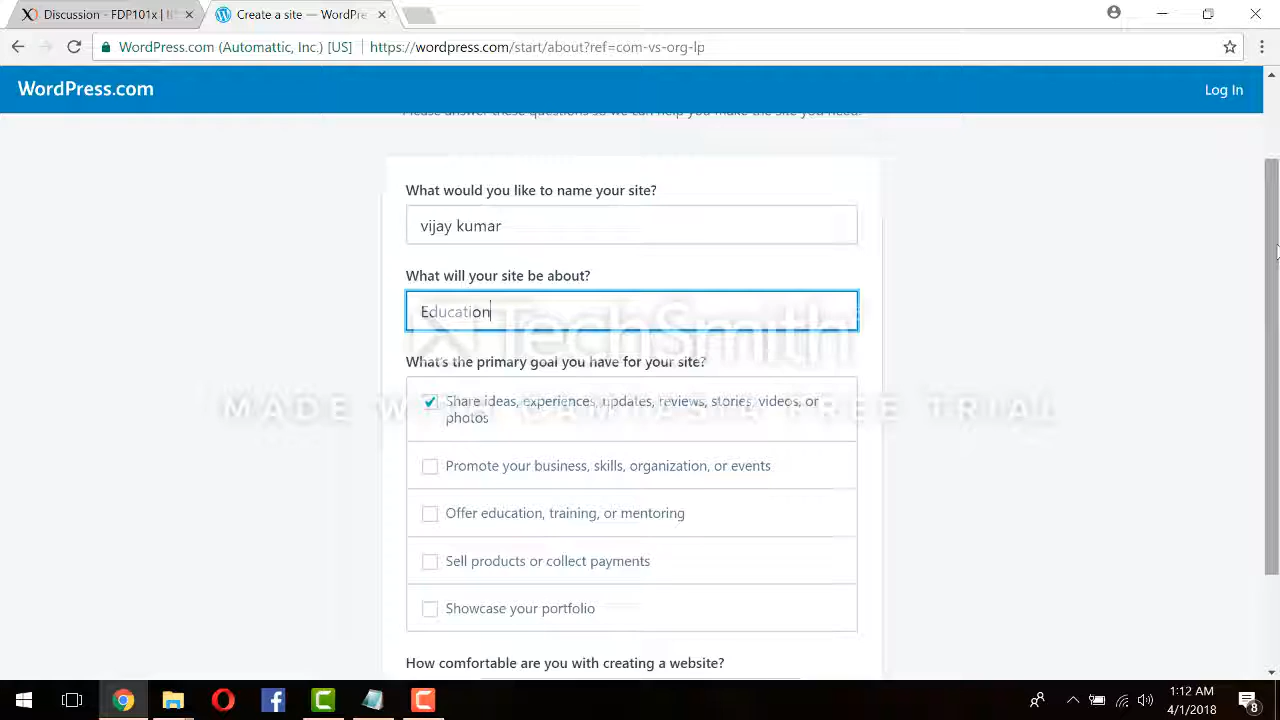 Discussion - FDP101x | II
Create a site — WordPre
WordPress.com (Automattic, Inc.) [US]
https://wordpress.com/start/about?ref=com-vs-org-lp
WordPress.com
Log In
Please answer these questions so we can help you make the site you need.
What would you like to name your site?
vijay kumar
What will your site be about?
Education
TechSmith
What's the primary goal you have for your site?
Share ideas, experiences, updates, reviews, stories, videos, or
photos
MADE WITH CAMTASIA FREE TRIAL
Promote your business, skills, organization, or events
Offer education, training, or mentoring
Sell products or collect payments
Showcase your portfolio
How comfortable are you with creating a website?
1:12 AM
4/1/2018
8